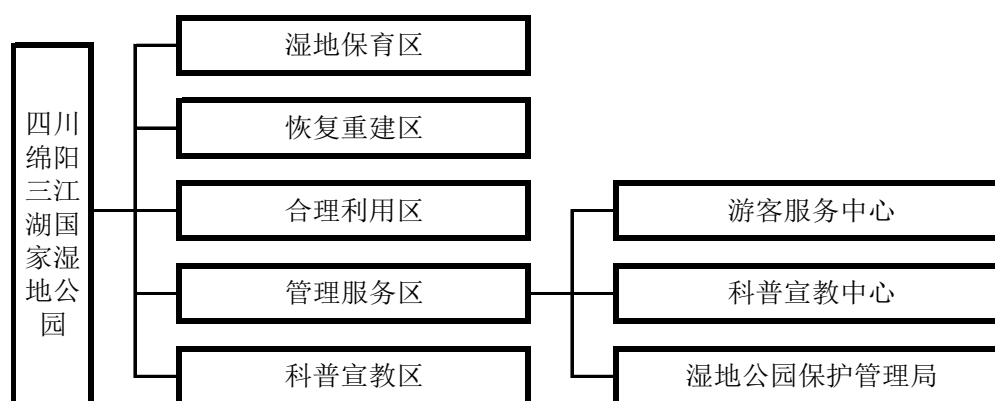 四川
绵阳
三江
湖国
家湿
地公
园
湿地保育区
恢复重建区
合理利用区
管理服务区
科普宣教区
游客服务中心
科普宣教中心
湿地公园保护管理局